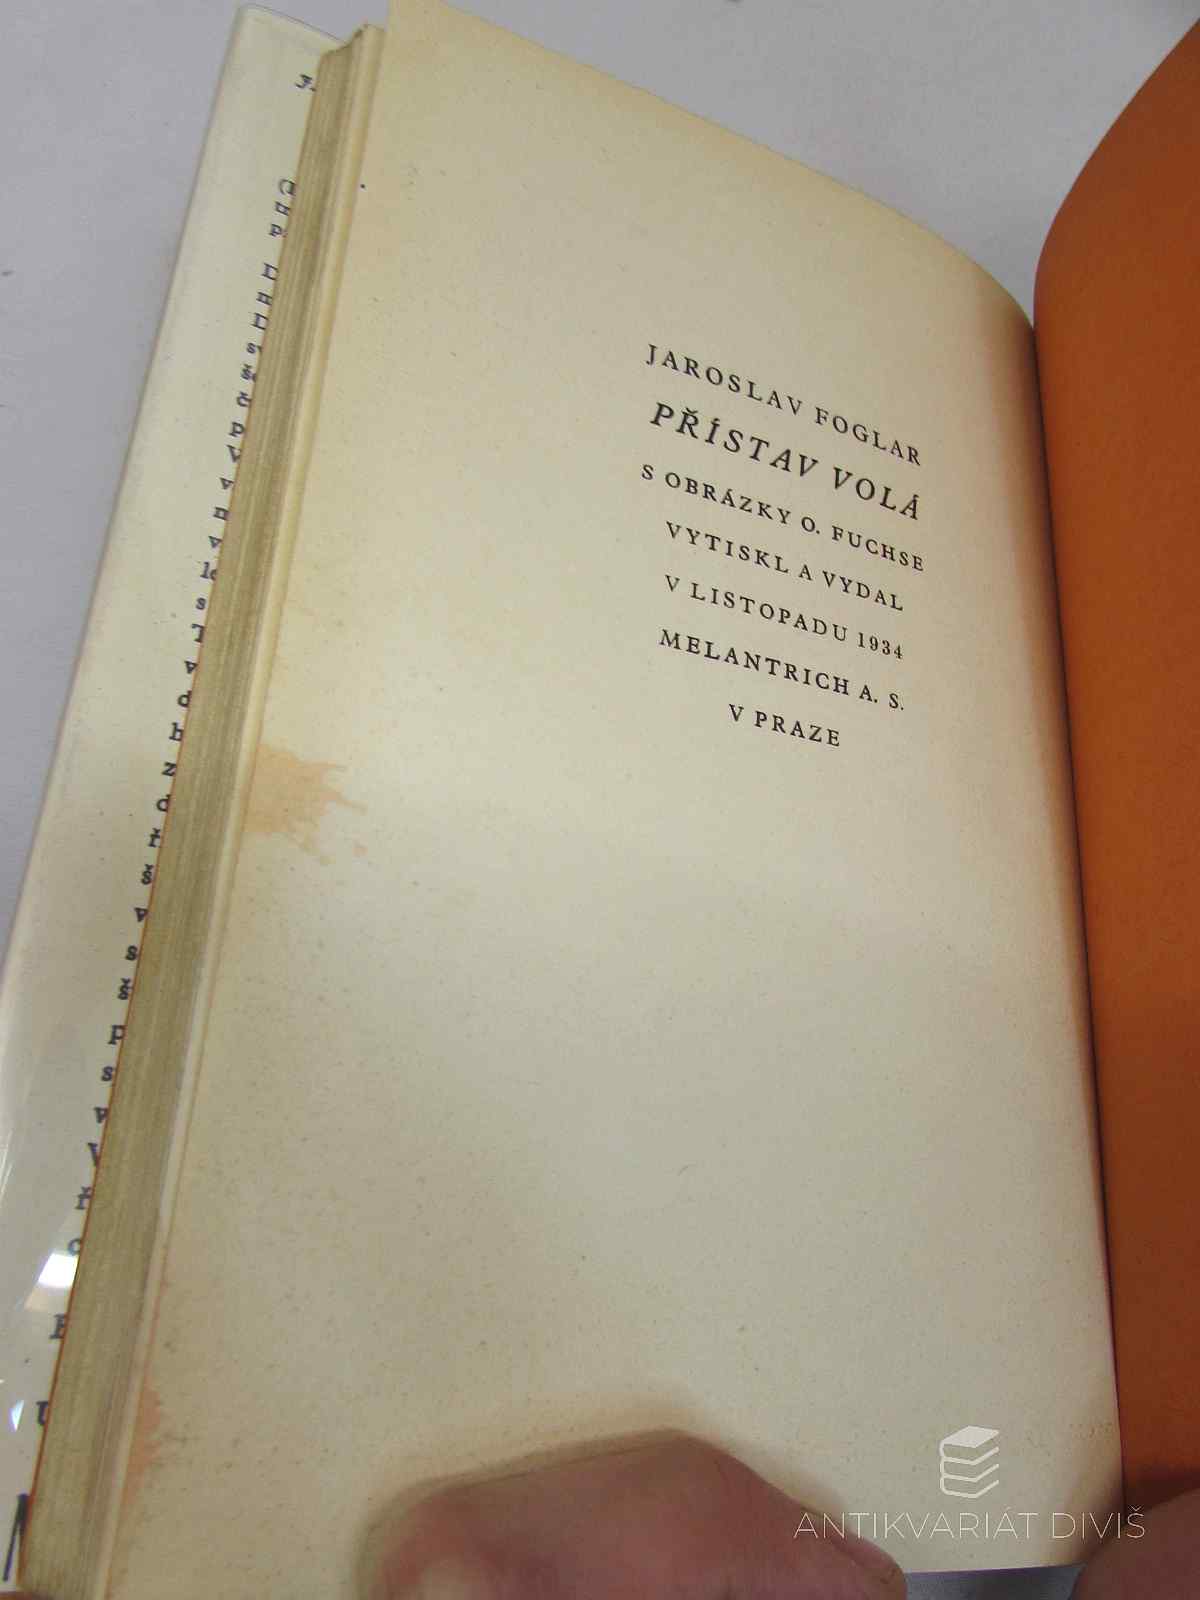 JAROSLAV FOGLAR
PŘÍSTAV VOLÁ
S OBRÁZKY O. FUCHSE
VYTISKL A VYDAL
V LISTOPADU 1934
MELANTRICH A. S.
V PRAZE
ANTIKVARIÁT DIVIŠ